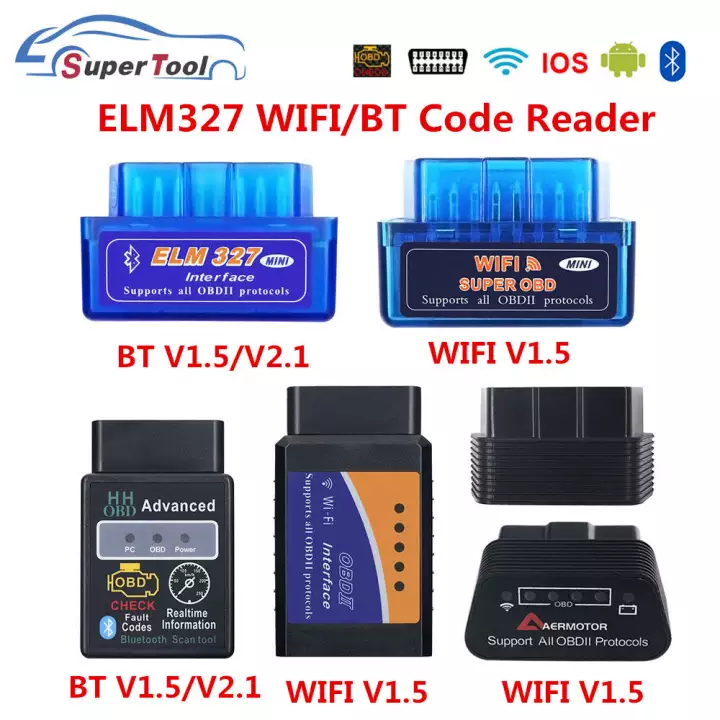 SuperTool
OBD
IOS
ELM327 WIFI/BT Code Reader
ELM 327 MINI
Interface
Supports all OBDII protocols
WIFI MINI
SUPER OBD
Supports all OBDII protocols
BT V1.5/V2.1
WIFI V1.5
HH
OBD Advanced
PC OBD Power
OBD
CHECK
Fault
Codes
Realtime
Information
Bluetooth Scan tool
Wi-Fi
Supports all OBDII protocols
OBDII
Interface
OBD
AERMOTOR
Support All OBDII Protocols
BT V1.5/V2.1
WIFI V1.5
WIFI V1.5